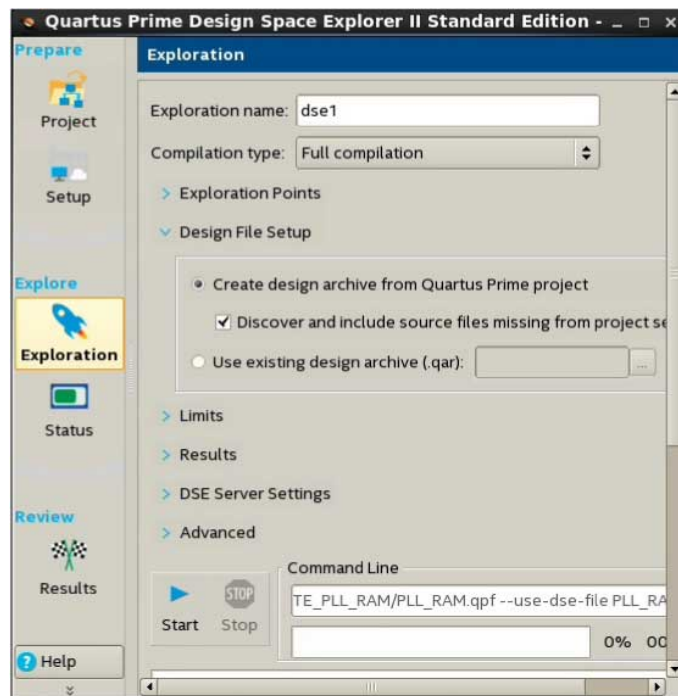 Quartus Prime Design Space Explorer II Standard Edition -
Prepare
Project
Setup
Explore
Exploration
Status
Review
Results
Help
Exploration
Exploration name: dse1
Compilation type: Full compilation
Exploration Points
Design File Setup
Create design archive from Quartus Prime project
Discover and include source files missing from project se
Use existing design archive (.qar): ...
Limits
Results
DSE Server Settings
Advanced
Start
STOP
Stop
Command Line
TE_PLL_RAM/PLL_RAM.qpf --use-dse-file PLL_RA
0% 00